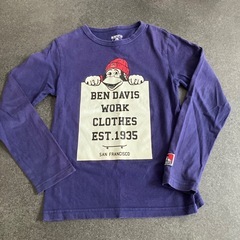 BEN DAVIS
WORK
CLOTHES
EST.1935
SAN FRANCISCO